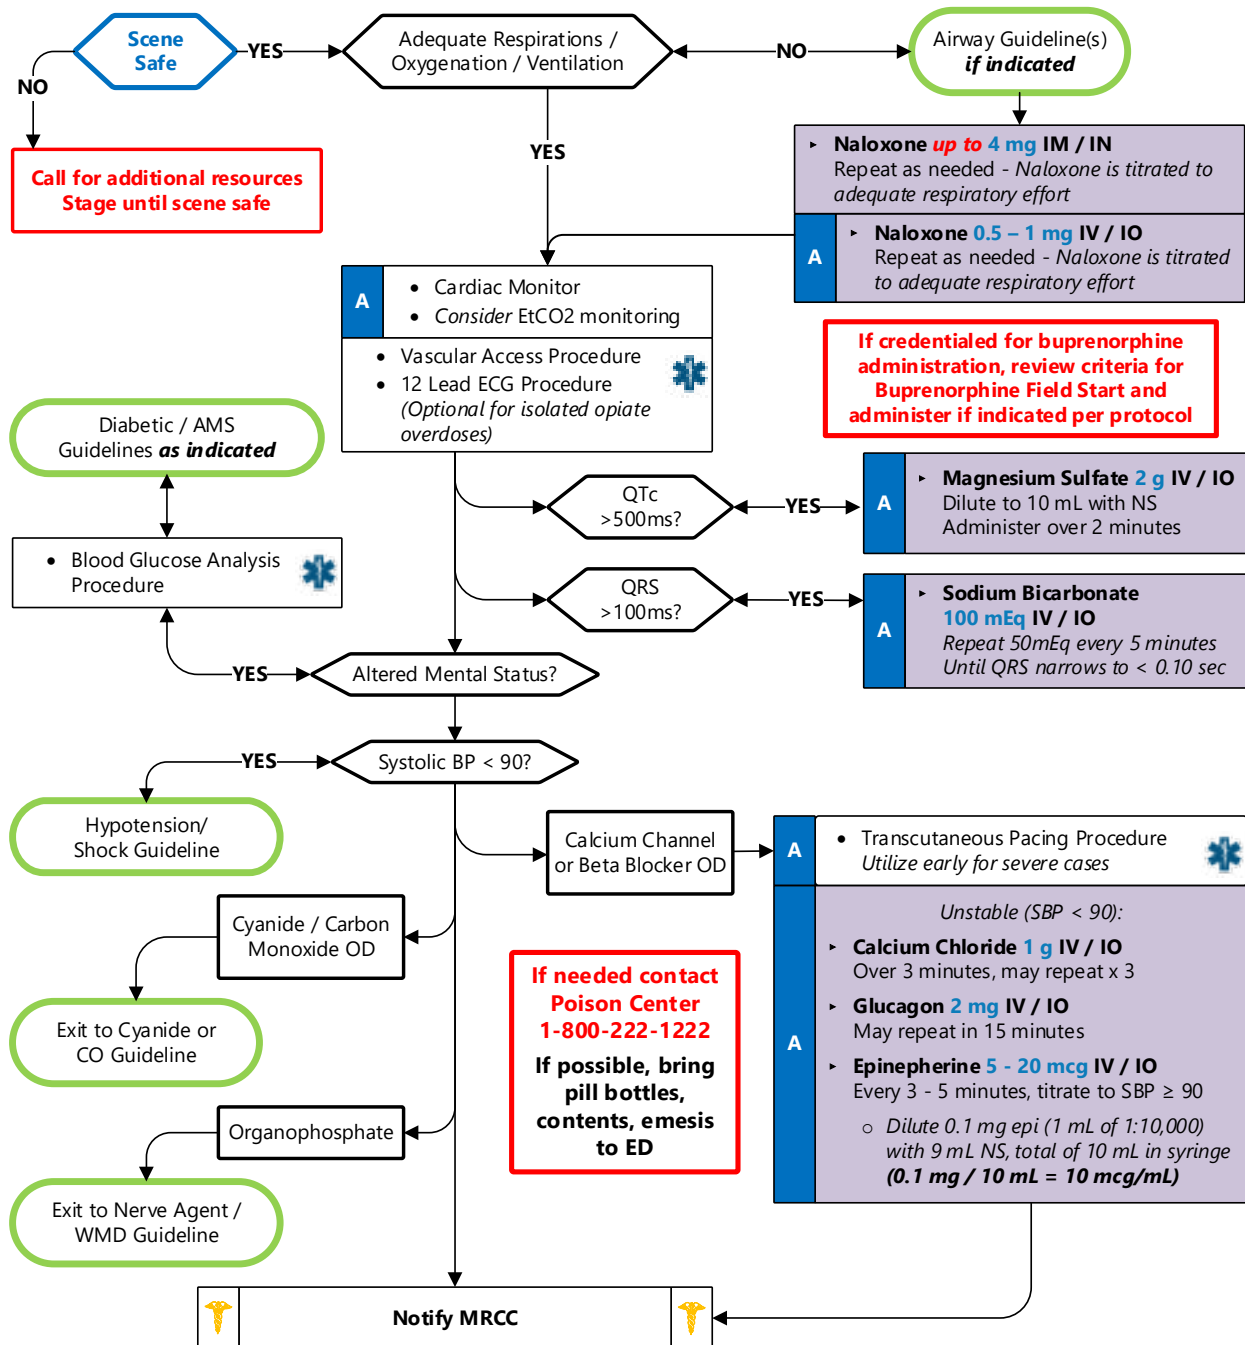 Scene
Safe
YES
Adequate Respirations /
Oxygenation / Ventilation
NO
Airway Guideline(s)
if indicated
NO
Call for additional resources
Stage until scene safe
YES
▸ Naloxone up to 4 mg IM / IN
Repeat as needed - Naloxone is titrated to
adequate respiratory effort
A
▸ Naloxone 0.5 – 1 mg IV / IO
Repeat as needed - Naloxone is titrated
to adequate respiratory effort
A
• Cardiac Monitor
• Consider EtCO2 monitoring
• Vascular Access Procedure
• 12 Lead ECG Procedure
(Optional for isolated opiate
overdoses)
If credentialed for buprenorphine
administration, review criteria for
Buprenorphine Field Start and
administer if indicated per protocol
Diabetic / AMS
Guidelines as indicated
QTc
>500ms?
YES
A
▸ Magnesium Sulfate 2 g IV / IO
Dilute to 10 mL with NS
Administer over 2 minutes
• Blood Glucose Analysis
Procedure
QRS
>100ms?
YES
A
▸ Sodium Bicarbonate
100 mEq IV / IO
Repeat 50mEq every 5 minutes
Until QRS narrows to < 0.10 sec
YES
Altered Mental Status?
YES
Systolic BP < 90?
Hypotension/
Shock Guideline
Calcium Channel
or Beta Blocker OD
A
• Transcutaneous Pacing Procedure
Utilize early for severe cases
Cyanide / Carbon
Monoxide OD
Exit to Cyanide or
CO Guideline
If needed contact
Poison Center
1-800-222-1222
If possible, bring
pill bottles,
contents, emesis
to ED
A
Unstable (SBP < 90):
▸ Calcium Chloride 1 g IV / IO
Over 3 minutes, may repeat x 3
▸ Glucagon 2 mg IV / IO
May repeat in 15 minutes
▸ Epinepherine 5 - 20 mcg IV / IO
Every 3 - 5 minutes, titrate to SBP ≥ 90
o Dilute 0.1 mg epi (1 mL of 1:10,000)
with 9 mL NS, total of 10 mL in syringe
(0.1 mg / 10 mL = 10 mcg/mL)
Organophosphate
Exit to Nerve Agent /
WMD Guideline
Notify MRCC